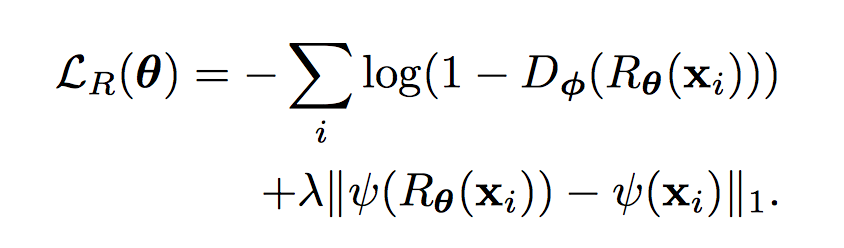 𝓛_R(𝜽) = − ∑_i log(1 − D_𝝓(R_𝜽(𝐱_i)))
+λ‖ψ(R_𝜽(𝐱_i)) − ψ(𝐱_i)‖_1.